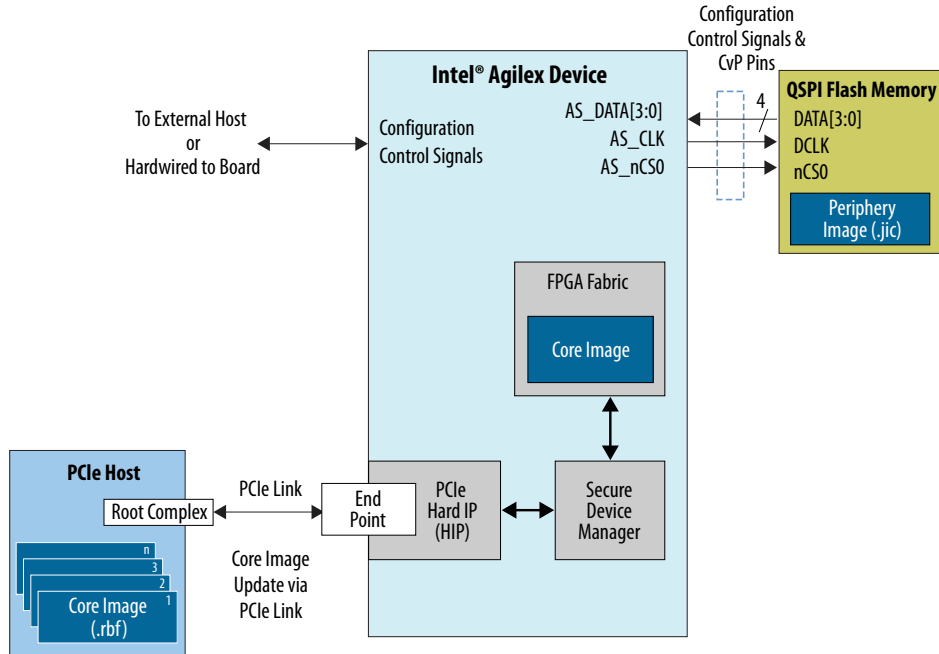 Configuration
Control Signals &
CvP Pins
Intel® Agilex Device
QSPI Flash Memory
To External Host
or
Hardwired to Board
Configuration
Control Signals
AS_DATA[3:0]
AS_CLK
AS_nCS0
4
DATA[3:0]
DCLK
nCS0
Periphery
Image (.jic)
FPGA Fabric
Core Image
PCIe Host
Root Complex
PCIe Link
End
Point
PCIe
Hard IP
(HIP)
Secure
Device
Manager
Core Image
Update via
PCIe Link
n
3
2
1
Core Image
(.rbf)